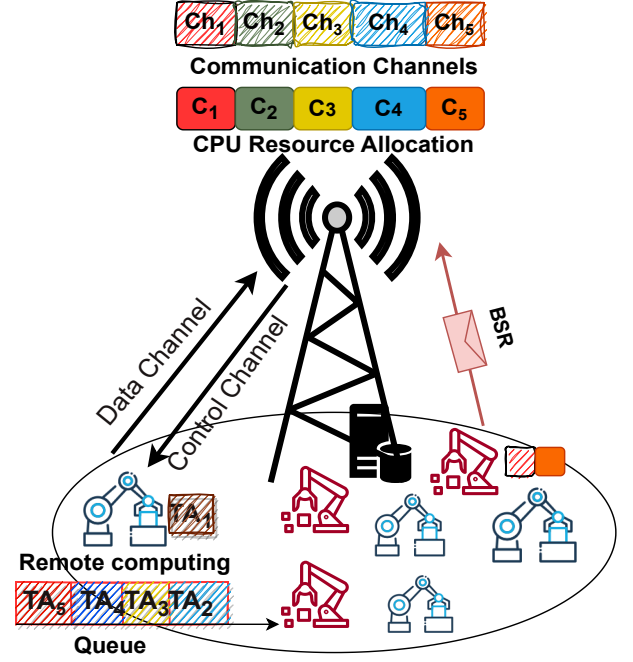 Ch1 Ch2 Ch3 Ch4 Ch5
Communication Channels
C1 C2 C3 C4 C5
CPU Resource Allocation
Data Channel
Control Channel
BSR
TA1
Remote computing
TA5 TA4 TA3 TA2
Queue